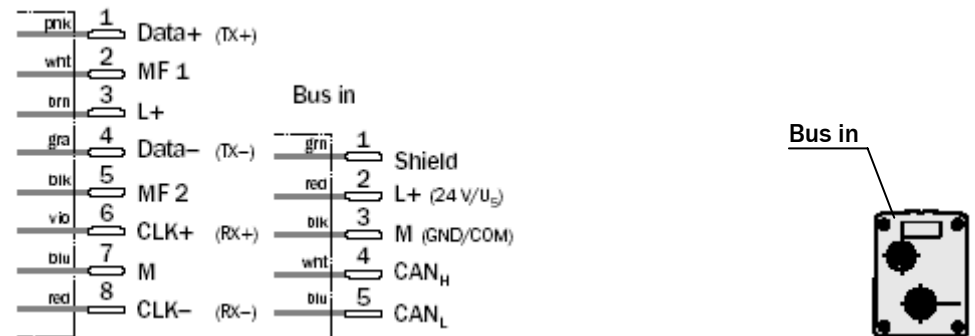 pnk 1 Data+ (TX+)
wht 2 MF 1
brn 3 L+
gra 4 Data– (TX–)
blk 5 MF 2
vio 6 CLK+ (RX+)
blu 7 M
red 8 CLK– (RX–)
Bus in
grn 1 Shield
red 2 L+ (24 V/U_S)
blk 3 M (GND/COM)
wht 4 CAN_H
blu 5 CAN_L
Bus in